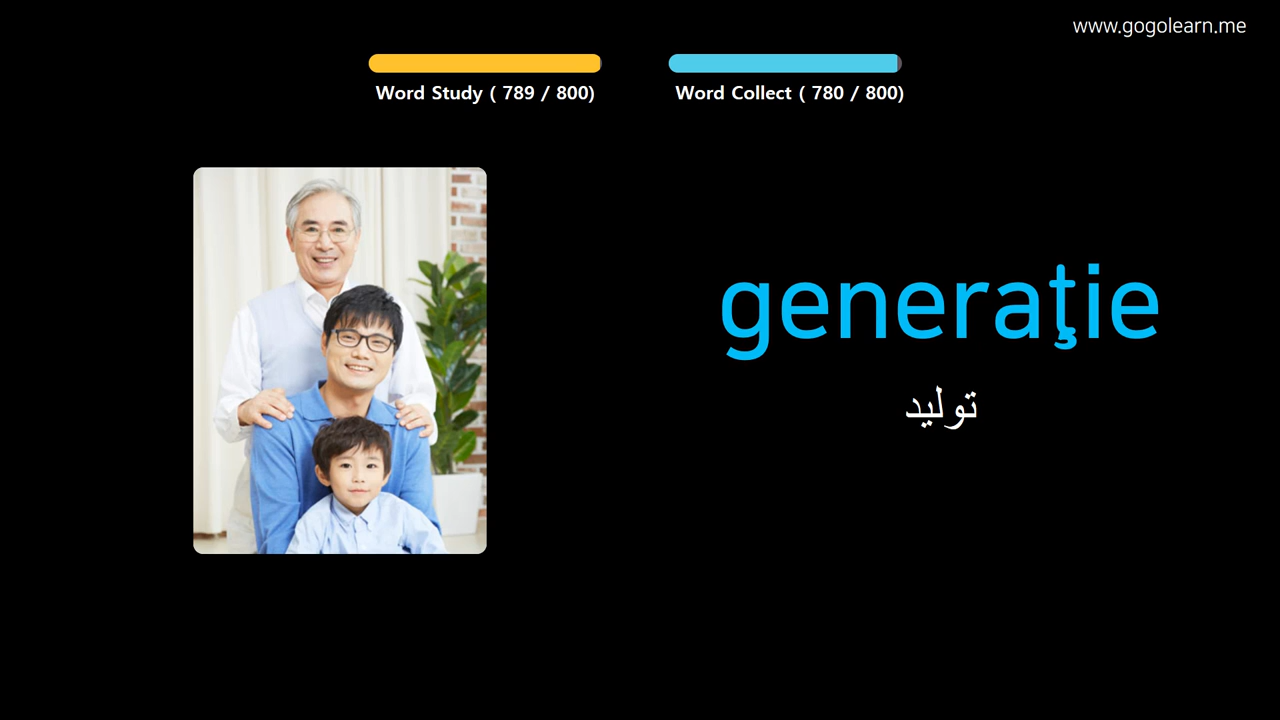 www.gogolearn.me
Word Study ( 789 / 800)
Word Collect ( 780 / 800)
generaţie
تولید